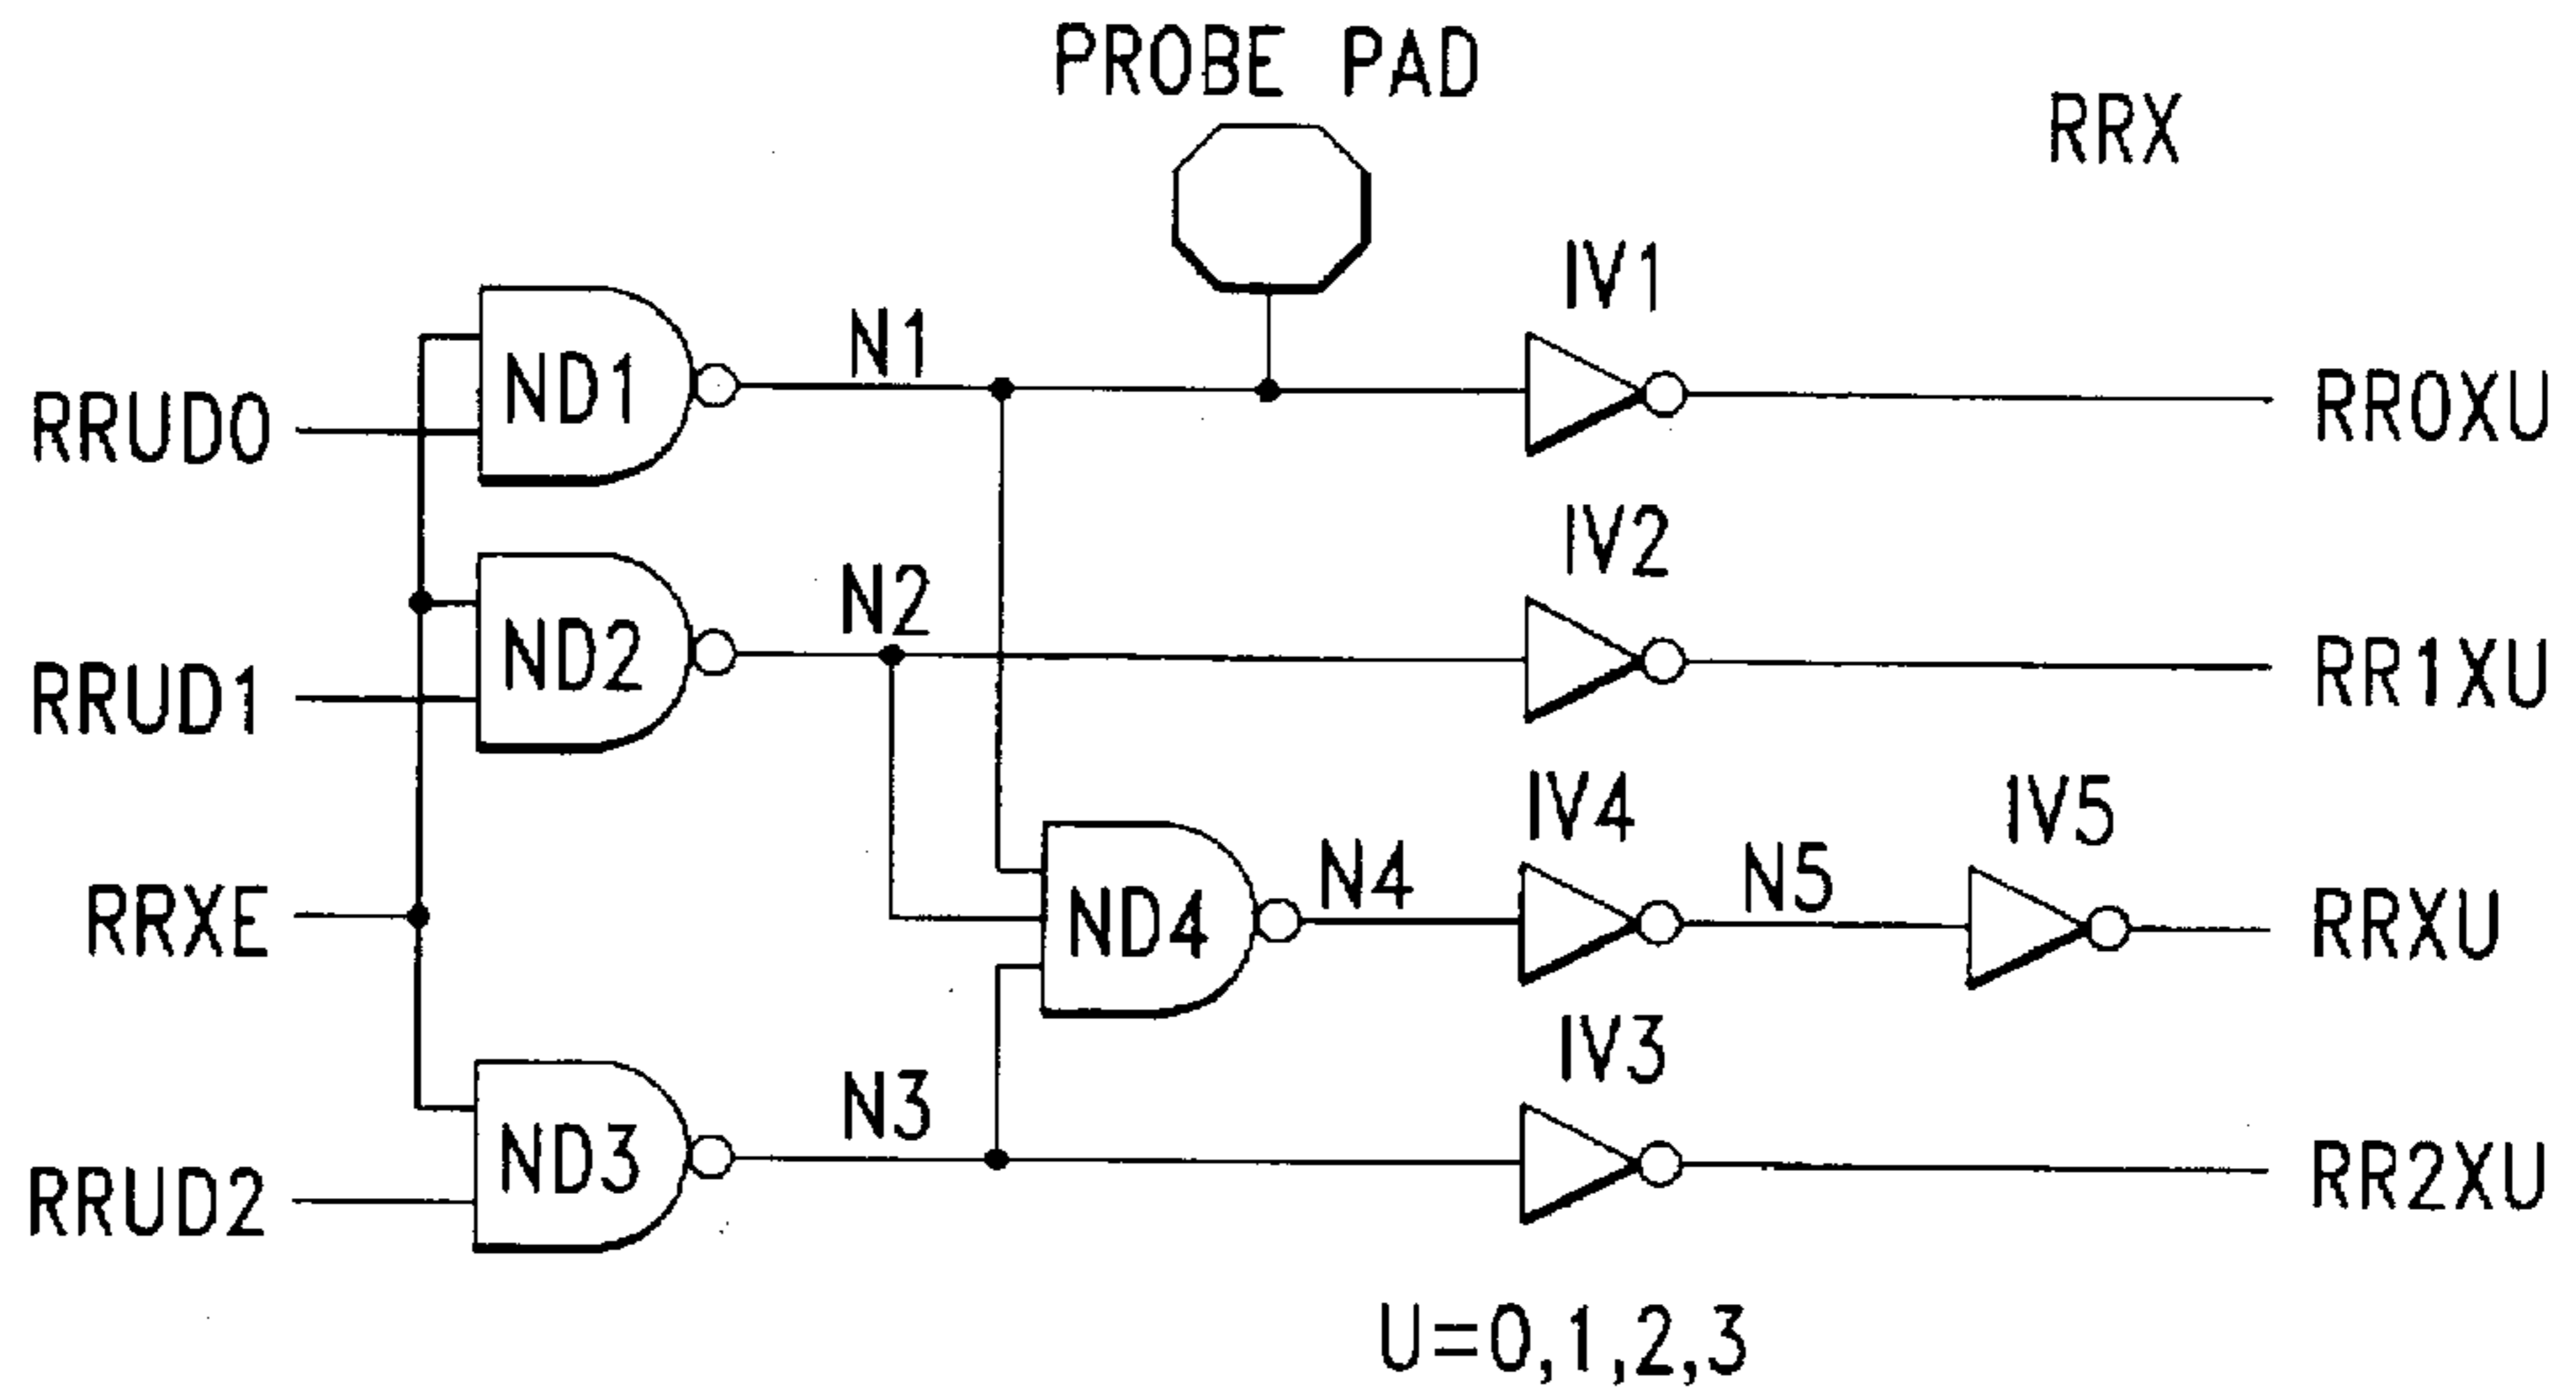 PROBE PAD
RRX
IV1
N1
ND1
RRUD0
RR0XU
IV2
N2
ND2
RRUD1
RR1XU
IV4
IV5
N4
N5
ND4
RRXE
RRXU
IV3
N3
ND3
RRUD2
RR2XU
U=0,1,2,3